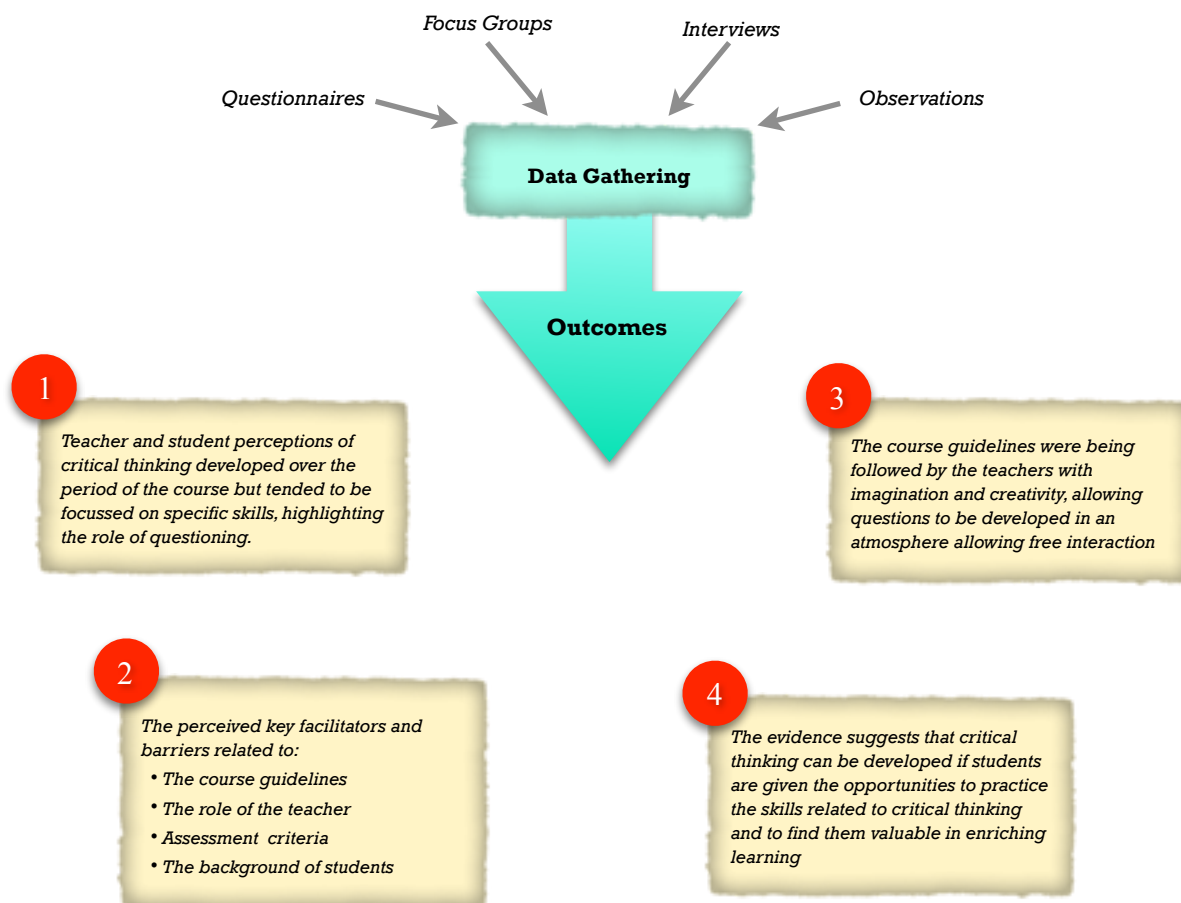 Focus Groups
Interviews
Questionnaires
Observations
Data Gathering
Outcomes
1
Teacher and student perceptions of
critical thinking developed over the
period of the course but tended to be
focussed on specific skills, highlighting
the role of questioning.
2
The perceived key facilitators and
barriers related to:
• The course guidelines
• The role of the teacher
• Assessment criteria
• The background of students
3
The course guidelines were being
followed by the teachers with
imagination and creativity, allowing
questions to be developed in an
atmosphere allowing free interaction
4
The evidence suggests that critical
thinking can be developed if students
are given the opportunities to practice
the skills related to critical thinking
and to find them valuable in enriching
learning